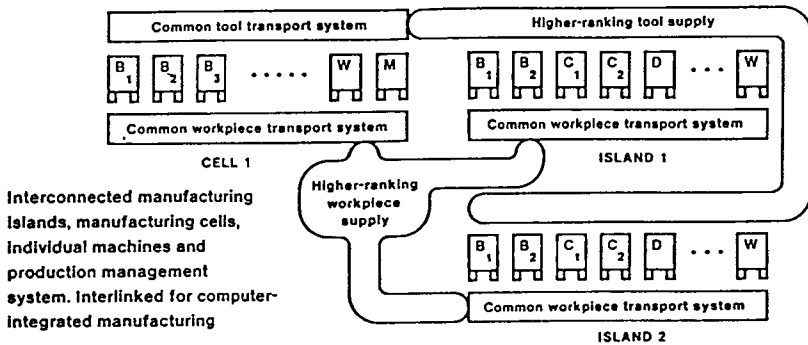 Common tool transport system
Higher-ranking tool supply
B1 B2 B3 ..... W M
B1 B2 C1 C2 D ... W
Common workpiece transport system
Common workpiece transport system
CELL 1
ISLAND 1
Higher-ranking
workpiece
supply
Interconnected manufacturing
islands, manufacturing cells,
individual machines and
production management
system. Interlinked for computer-
integrated manufacturing
B1 B2 C1 C2 D ... W
Common workpiece transport system
ISLAND 2